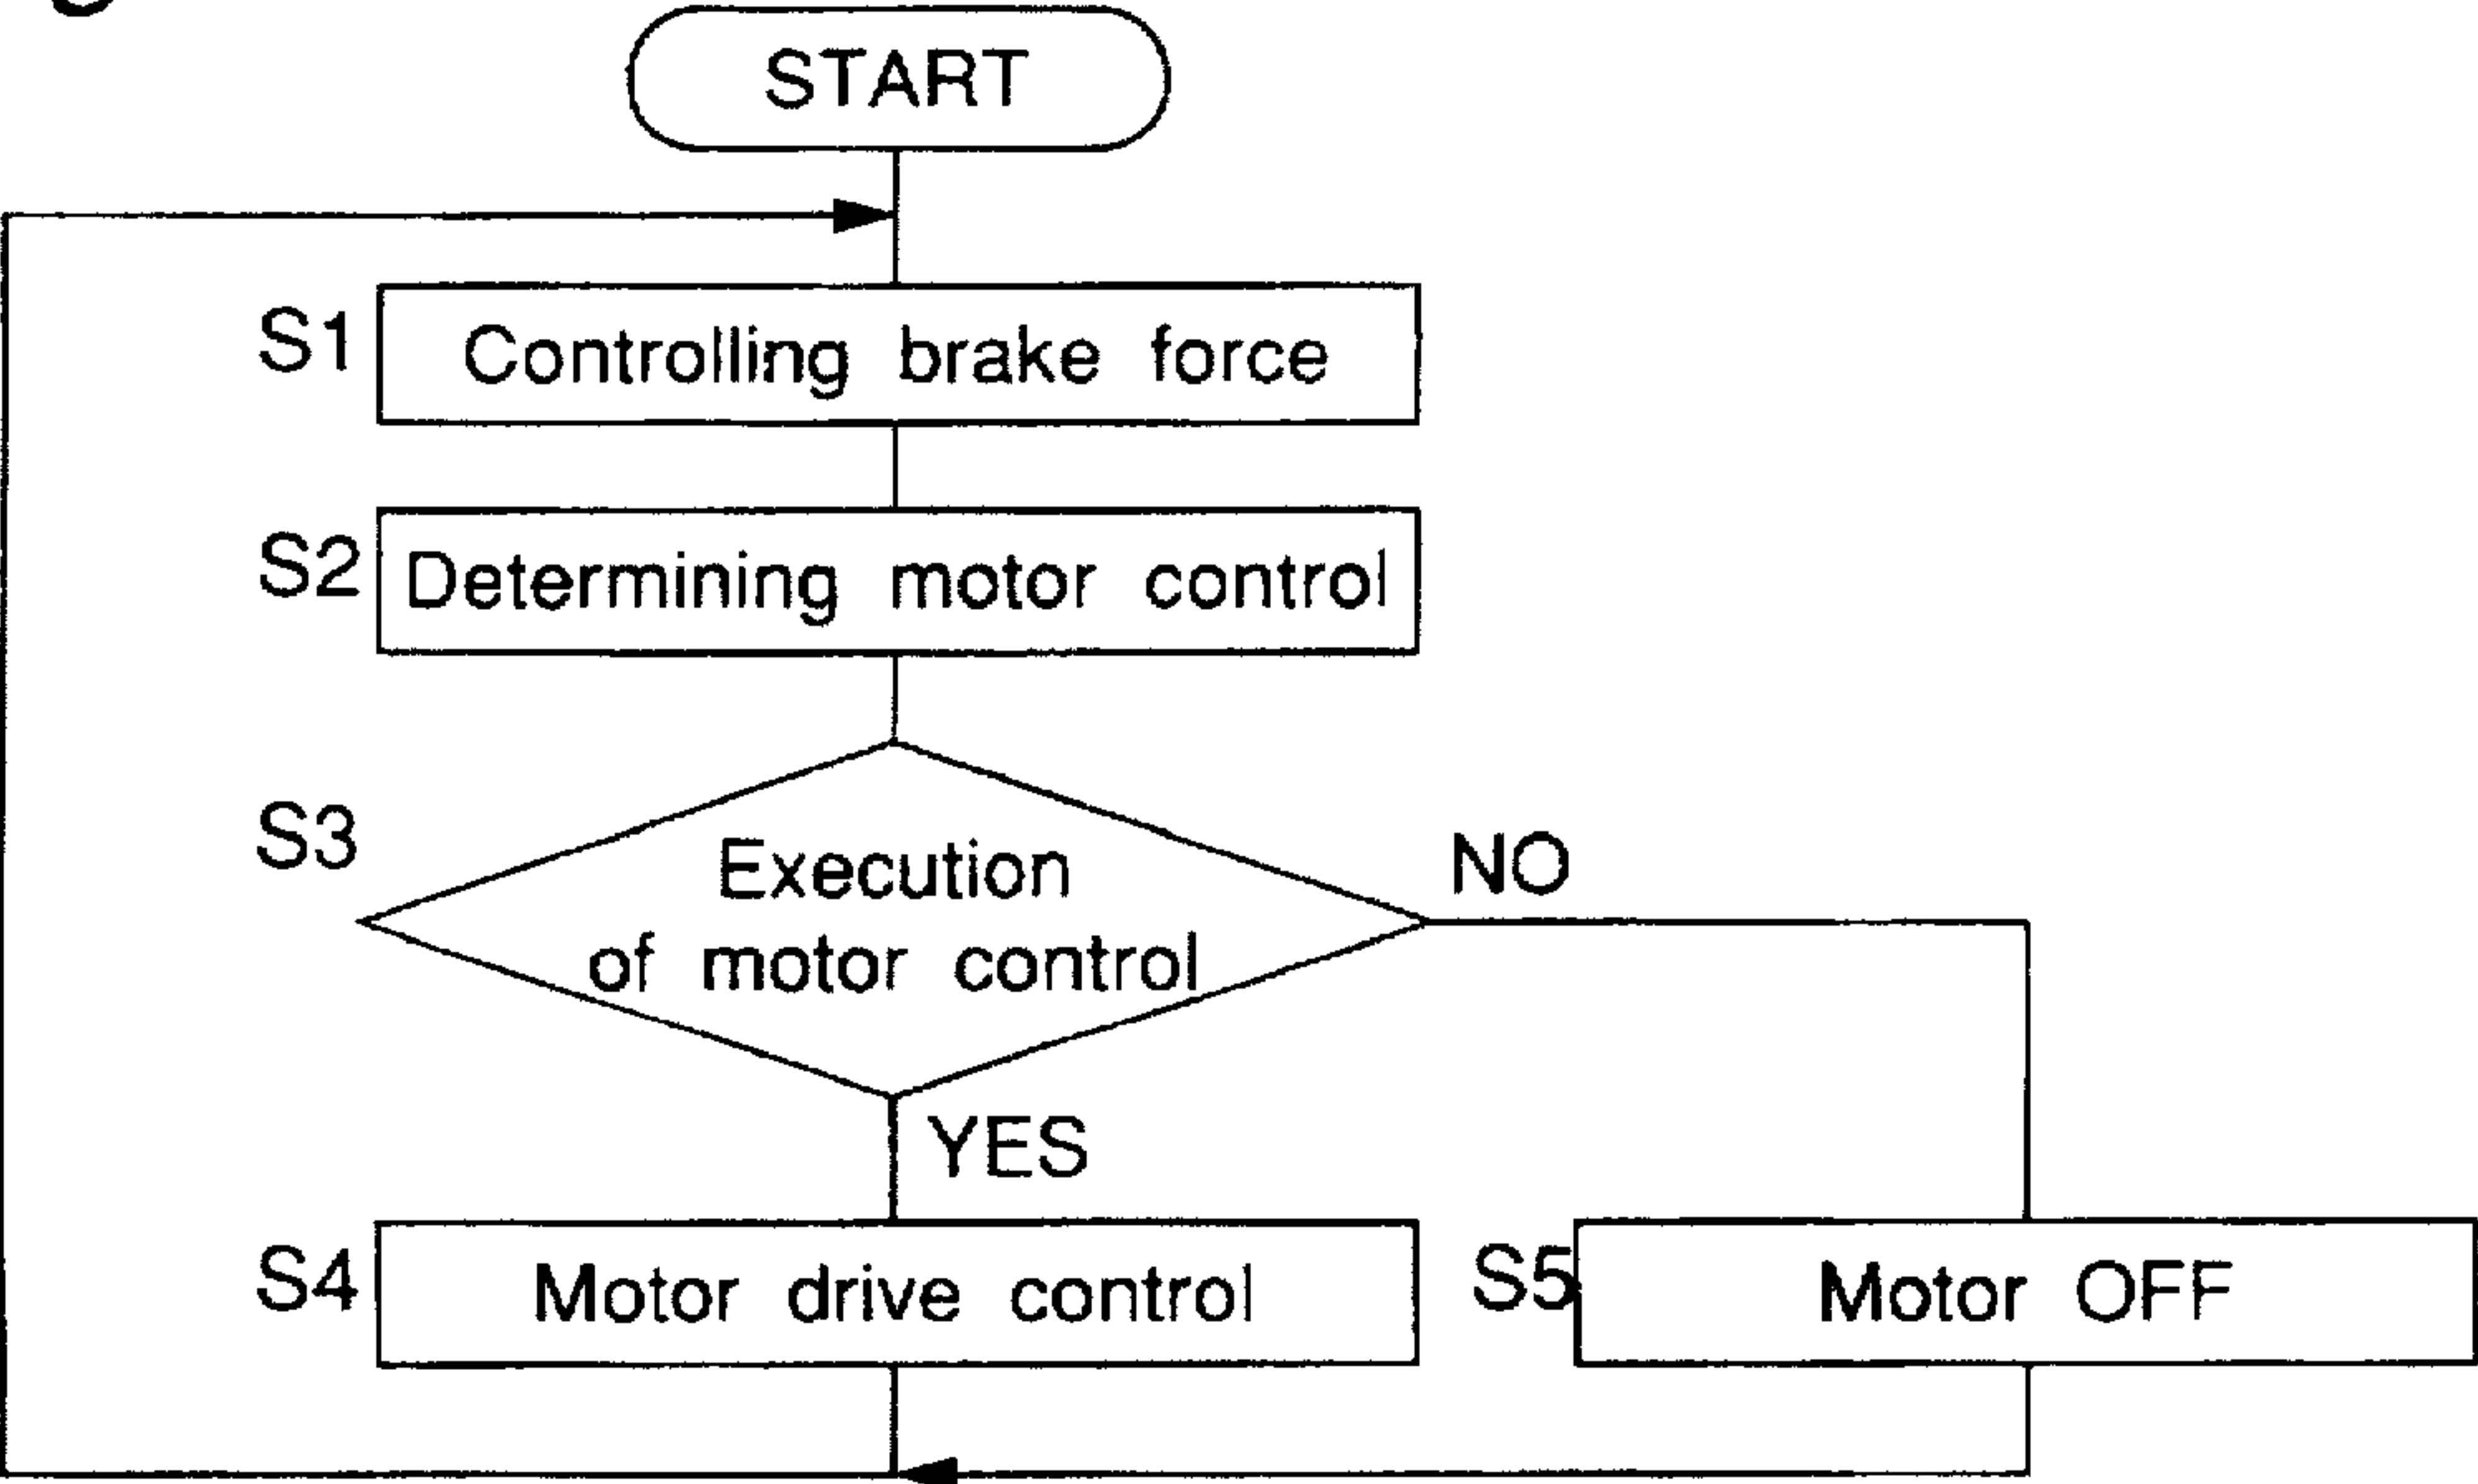 START
S1
Controlling brake force
S2
Determining motor control
S3
Execution
of motor control
NO
YES
S4
Motor drive control
S5
Motor OFF